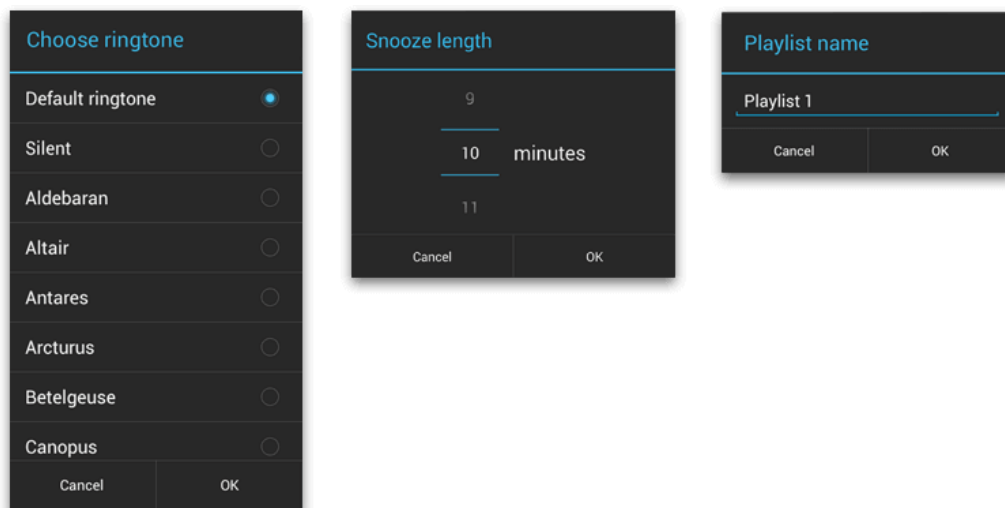 Choose ringtone
Default ringtone
Silent
Aldebaran
Altair
Antares
Arcturus
Betelgeuse
Canopus
Cancel OK
Snooze length
9
10 minutes
11
Cancel OK
Playlist name
Playlist 1
Cancel OK